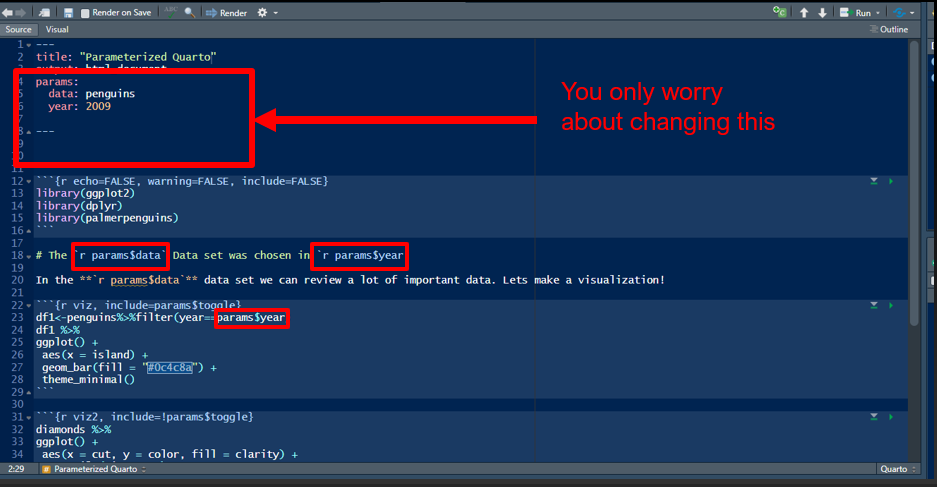 Render on Save
ABC
Render
Run
Source Visual
Outline
1 ---
2 title: "Parameterized Quarto"
output: html_document
4 params:
5 data: penguins
6 year: 2009
7
8 ---
9
10
11
You only worry
about changing this
12 ```{r echo=FALSE, warning=FALSE, include=FALSE}
13 library(ggplot2)
14 library(dplyr)
15 library(palmerpenguins)
16 ```
17
18 # The `r params$data` Data set was chosen in `r params$year
19
20 In the **`r params$data`** data set we can review a lot of important data. Lets make a visualization!
21
22 ```{r viz, include=params$toggle}
23 df1<-penguins%>%filter(year==params$year
24 df1 %>%
25 ggplot() +
26 aes(x = island) +
27 geom_bar(fill = "#0c4c8a") +
28 theme_minimal()
29 ```
30
31 ```{r viz2, include=!params$toggle}
32 diamonds %>%
33 ggplot() +
34 aes(x = cut, y = color, fill = clarity) +
2:29 # Parameterized Quarto Quarto